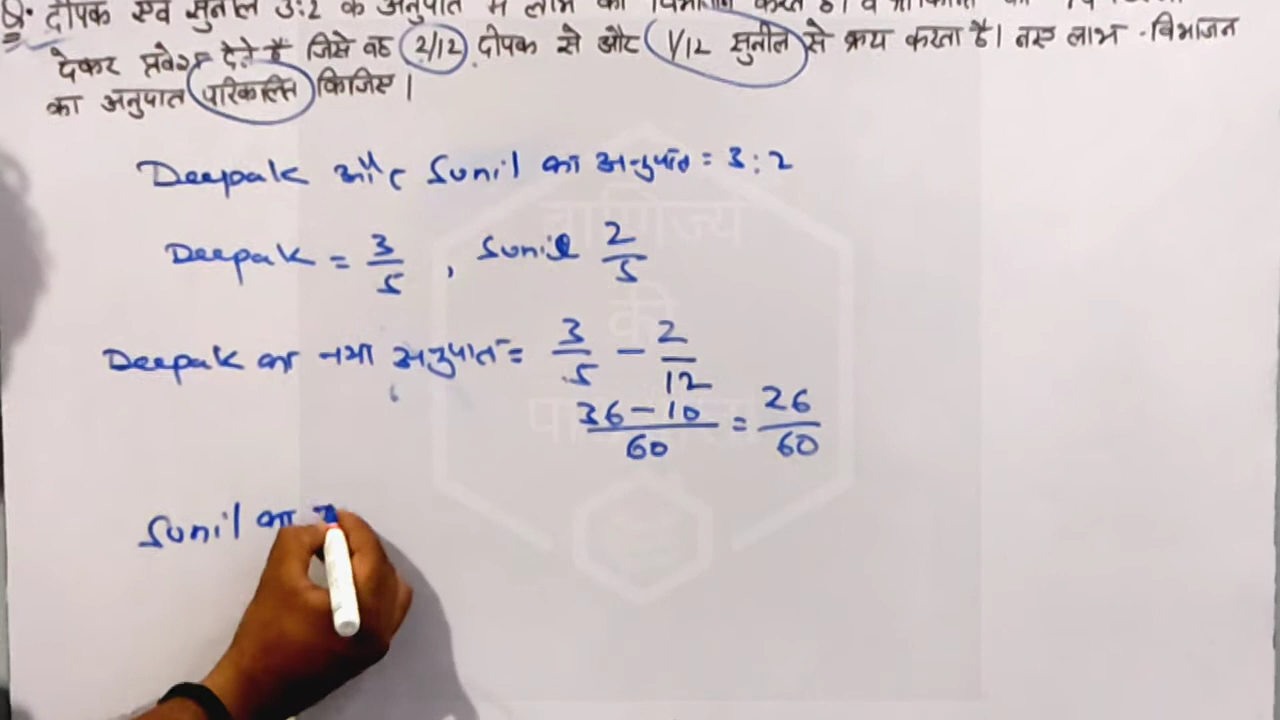 Q. दीपक एवं सुनील 3:2 के अनुपात में लाभ का विभाजन करते हैं। वे
देकर प्रवेश देते हैं जिसे वह 2/12 दीपक से और 1/12 सुनील से क्रय करता है। नए लाभ-विभाजन
का अनुपात परिकलित किजिए।
Deepak और Sunil का अनुपात = 3:2
Deepak = 3/5 , Sunil 2/5
Deepak का नया अनुपात = 3/5 - 2/12
36-10/60 = 26/60
Sunil का
वाणिज्य
की